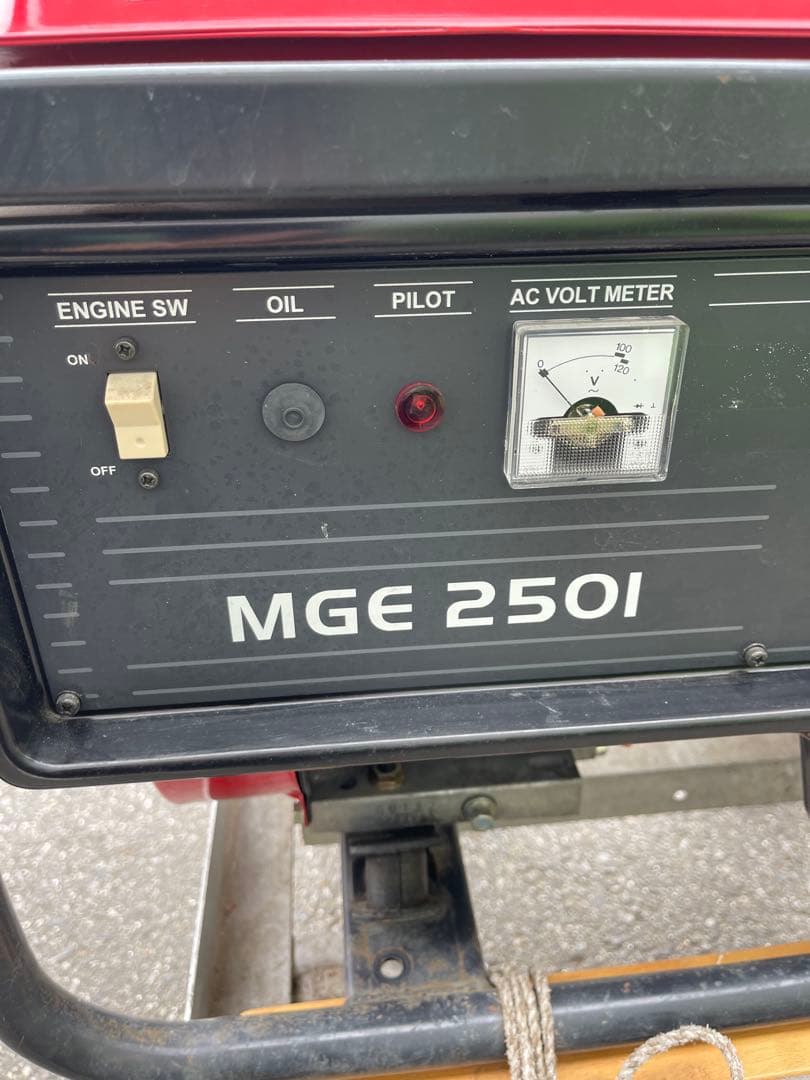 ENGINE SW
OIL
PILOT
AC VOLT METER
ON
OFF
0
100
120
V
~
MGE 2501